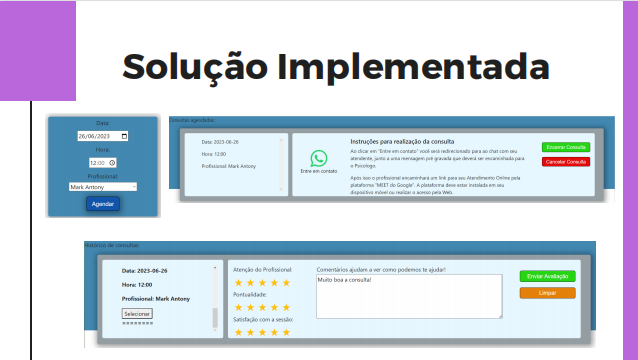 Solução Implementada
Data:
26/06/2023
Hora:
12:00
Profissional:
Mark Antony
Agendar
Consultas agendadas:
Data: 2023-06-26
Hora: 12:00
Profissional: Mark Antony
Entre em contato
Instruções para realização da consulta
Ao clicar em "Entre em contato" você será redirecionado para ao chat com seu
atendente, junto a uma mensagem pré gravada que deverá ser encaminhada para
o Psicologo.
Após isso o profissional encaminhará um link para seu Atendimento Online pela
plataforma "MEET do Google". A plataforma deve estar instalada em seu
dispositivo móvel ou realizar o acesso pela Web.
Encerrar Consulta
Cancelar Consulta
Histórico de consultas:
Data: 2023-06-26
Hora: 12:00
Profissional: Mark Antony
Selecionar
========
Atenção do Profissional:
Pontualidade:
Satisfação com a sessão:
Comentários ajudam a ver como podemos te ajudar!
Muito boa a consulta!
Enviar Avaliação
Limpar